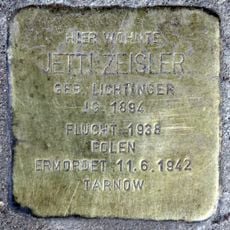 HIER WOHNTE
JETTI ZEISLER
GEB. LICHTINGER
JG. 1894
FLUCHT 1938
POLEN
ERMORDET 11.6.1942
TARNOW